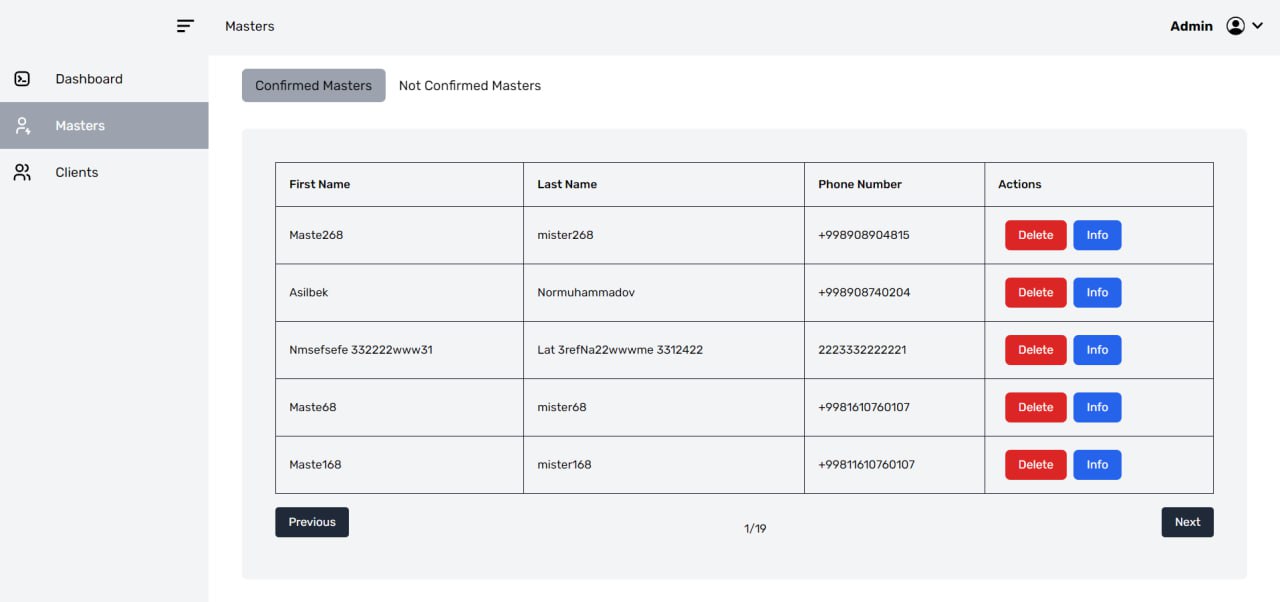 Masters
Admin
Dashboard
Masters
Clients
Confirmed Masters Not Confirmed Masters
First Name Last Name Phone Number Actions
Maste268 mister268 +998908904815 Delete Info
Asilbek Normuhammadov +998908740204 Delete Info
Nmsefsefe 332222www31 Lat 3refNa22wwwme 3312422 2223332222221 Delete Info
Maste68 mister68 +9981610760107 Delete Info
Maste168 mister168 +99811610760107 Delete Info
Previous 1/19 Next